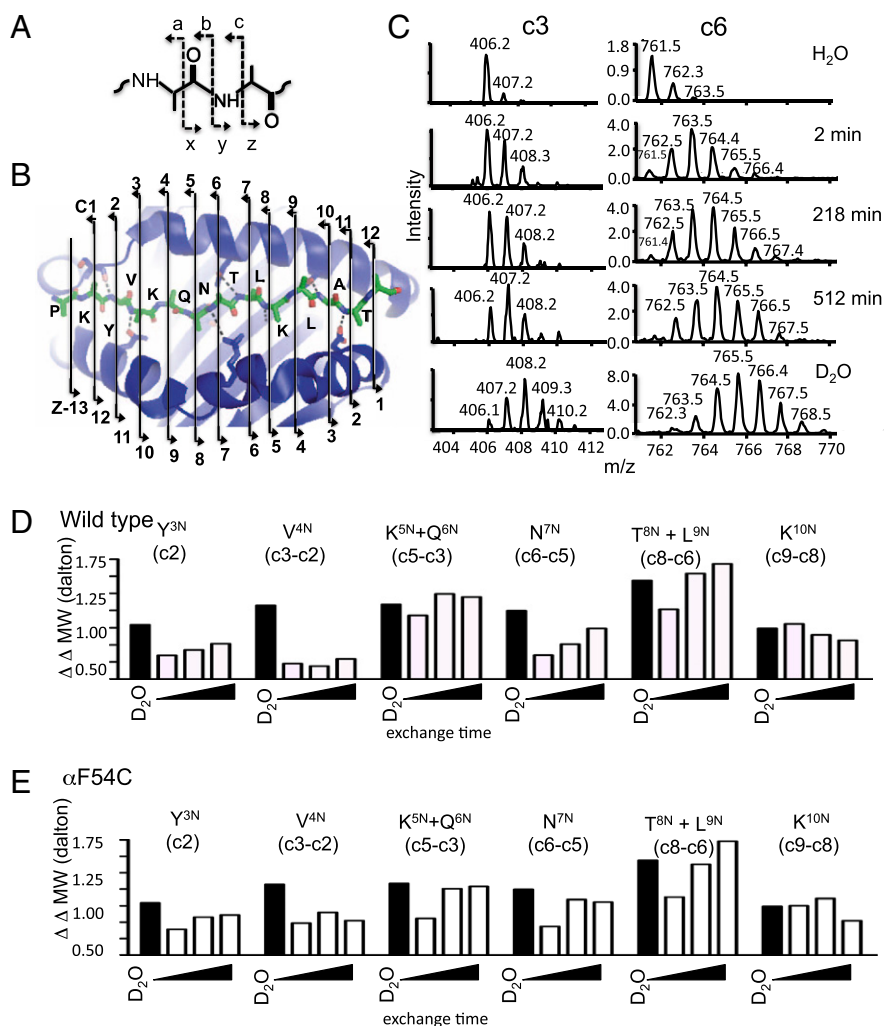 A
a b c
O
NH
NH
O
x y z
B
3 4 5 6 7 8 9 10 11 12
C1 2
P K Y V K Q N T L K L A T
Z-13 12 11 10 9 8 7 6 5 4 3 2 1
C
c3 c6
Intensity
406.2
407.2
1.8
0.9
0.0
761.5
762.3
763.5
H2O
406.2
407.2
408.3
4.0
2.0
0.0
761.5
762.5
763.5
764.4
765.5
766.4
2 min
406.2
407.2
408.2
4.0
2.0
0.0
761.4
762.5
763.5
764.5
765.5
766.5
767.4
218 min
406.2
407.2
408.2
4.0
2.0
0.0
762.5
763.5
764.5
765.5
766.5
767.5
512 min
406.1
407.2
408.2
409.3
410.2
8.0
4.0
0.0
762.3
763.5
764.5
765.5
766.4
767.5
768.5
D2O
404 406 408 410 412
762 764 766 768 770
m/z
D Wild type
Y3N V4N K5N+Q6N N7N T8N + L9N K10N
(c2) (c3-c2) (c5-c3) (c6-c5) (c8-c6) (c9-c8)
Δ Δ MW (dalton)
1.75
1.25
1.00
0.50
D2O D2O D2O D2O D2O D2O
exchange time
E αF54C
Y3N V4N K5N+Q6N N7N T8N + L9N K10N
(c2) (c3-c2) (c5-c3) (c6-c5) (c8-c6) (c9-c8)
Δ Δ MW (dalton)
1.75
1.25
1.00
0.50
D2O D2O D2O D2O D2O D2O
exchange time